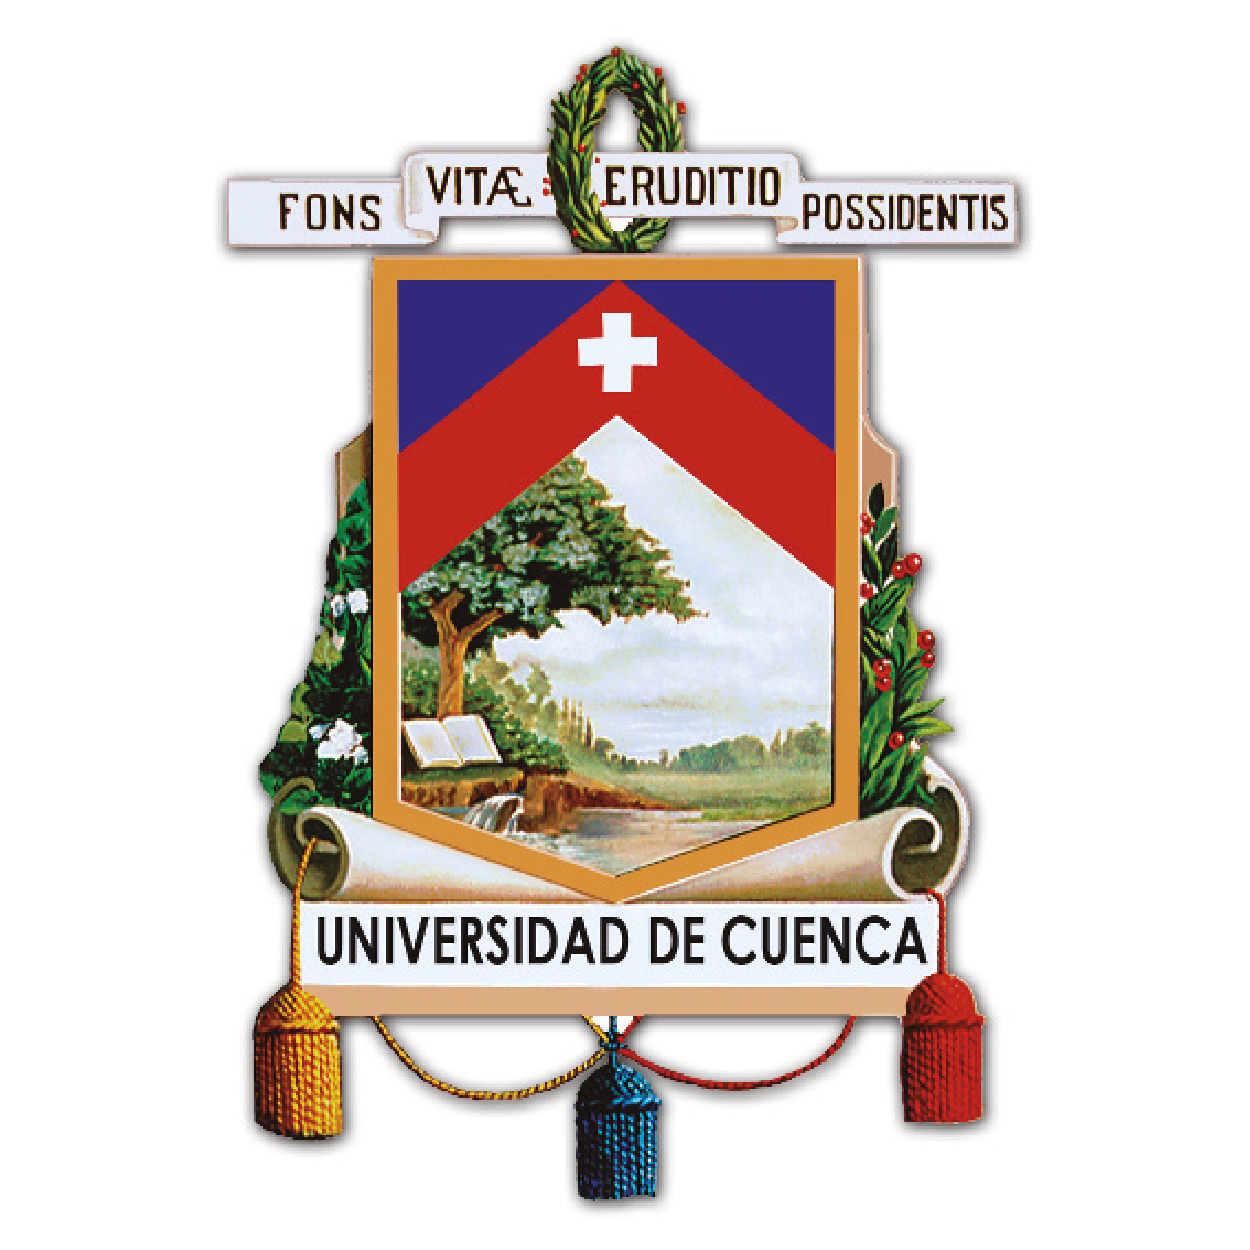 FONS VITÆ ERUDITIO POSSIDENTIS
UNIVERSIDAD DE CUENCA